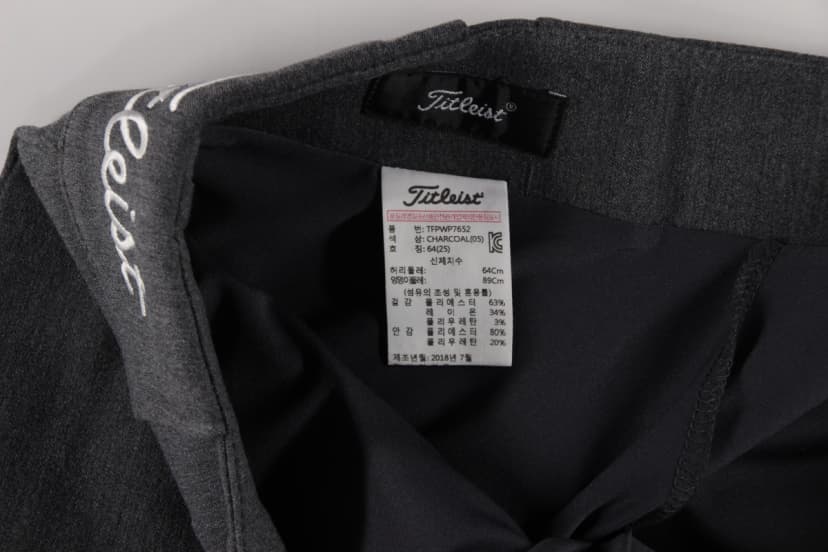 Titleist®
tleist
Titleist
품 번: TFPWP7652
색 상: CHARCOAL(05)
호 칭: 64(25)
신체치수
허리둘레: 64Cm
엉덩이둘레: 89Cm
(섬유의 조성 및 혼용률)
겉 감 폴리에스터 63%
레 이 온 34%
폴리우레탄 3%
안 감 폴리에스터 80%
폴리우레탄 20%
제조년월: 2018년 7월